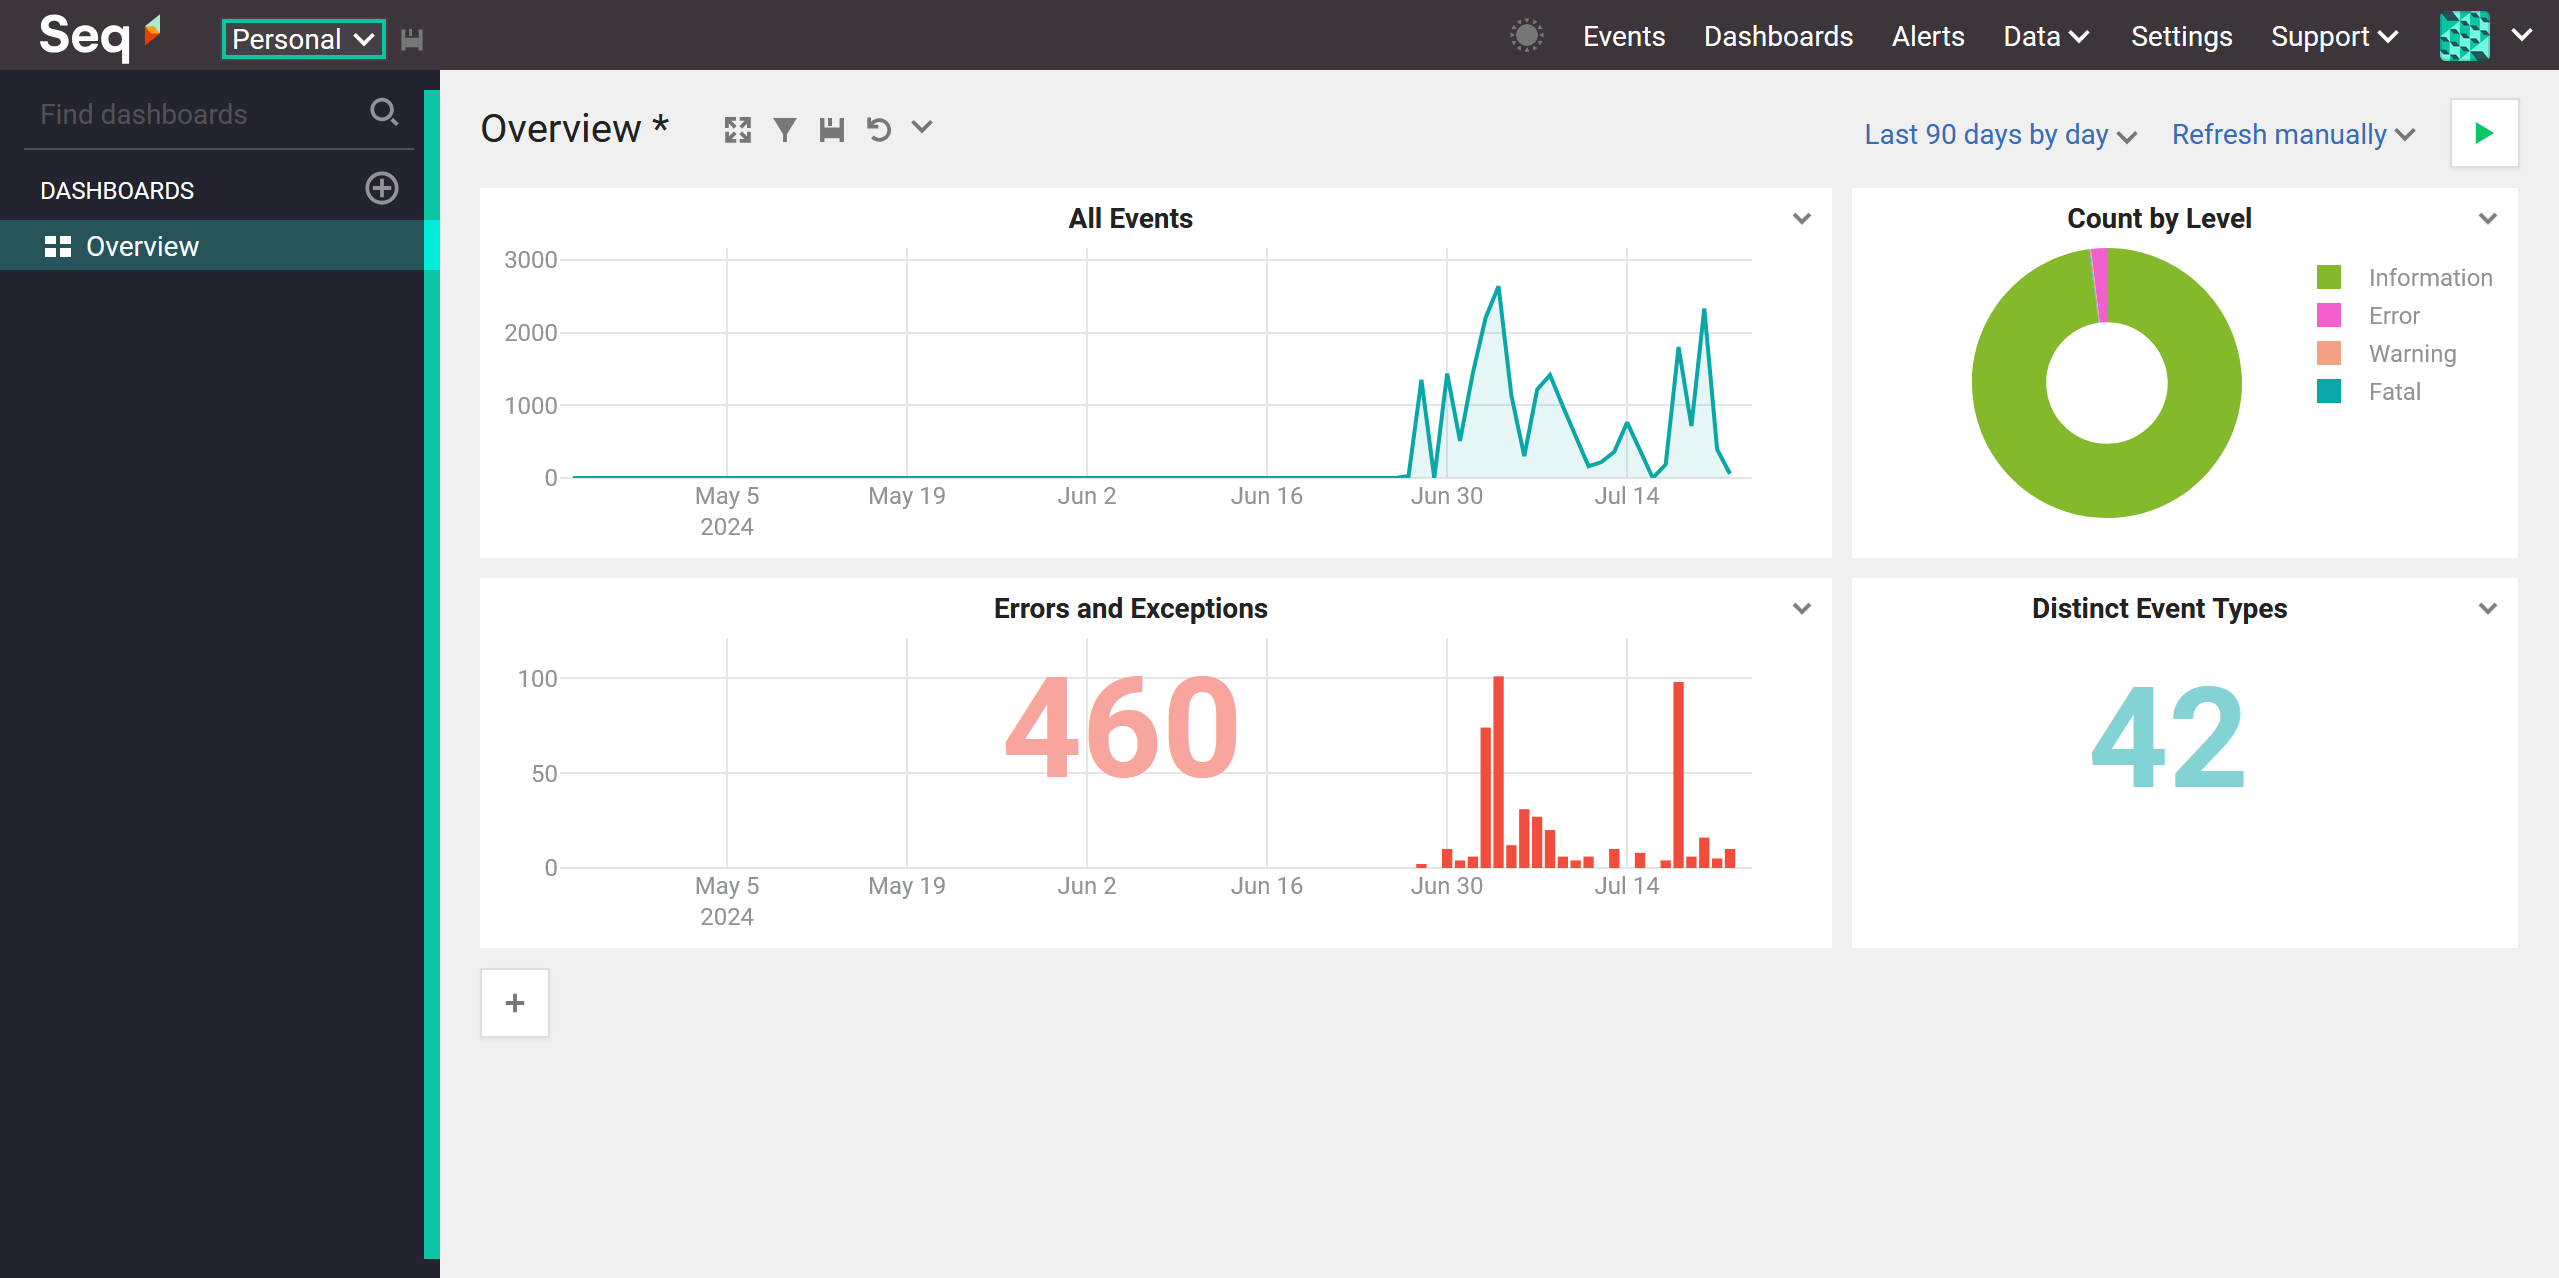 Seq
Personal
Events
Dashboards
Alerts
Data
Settings
Support
Find dashboards
DASHBOARDS
Overview
Overview *
Last 90 days by day
Refresh manually
All Events
3000
2000
1000
0
May 5
2024
May 19
Jun 2
Jun 16
Jun 30
Jul 14
Count by Level
Information
Error
Warning
Fatal
Errors and Exceptions
460
100
50
0
May 5
2024
May 19
Jun 2
Jun 16
Jun 30
Jul 14
Distinct Event Types
42
+